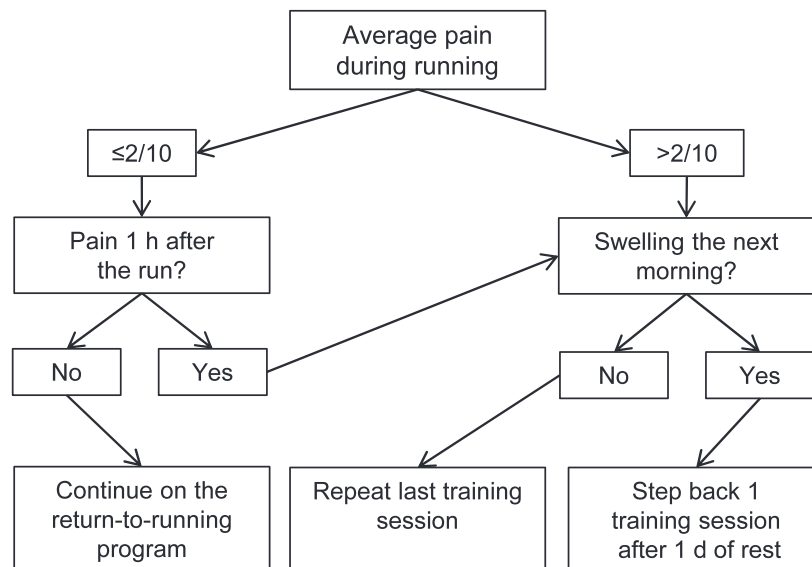 Average pain
during running
≤2/10
>2/10
Pain 1 h after
the run?
Swelling the next
morning?
No
Yes
No
Yes
Continue on the
return-to-running
program
Repeat last training
session
Step back 1
training session
after 1 d of rest